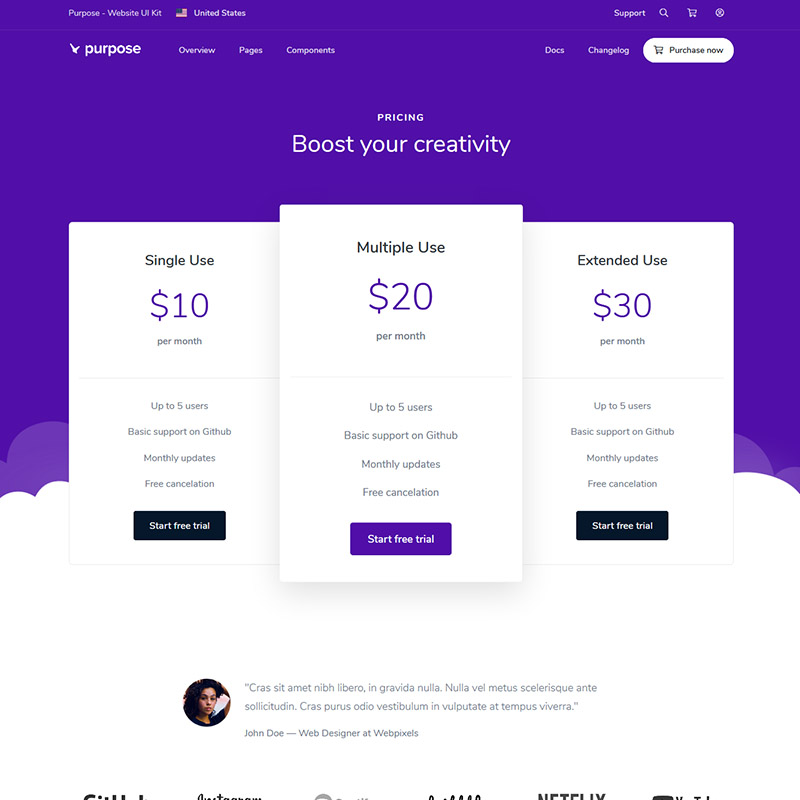 Purpose - Website UI Kit United States Support
purpose Overview Pages Components Docs Changelog Purchase now
PRICING
Boost your creativity
Single Use
$10
per month
Up to 5 users
Basic support on Github
Monthly updates
Free cancelation
Start free trial
Multiple Use
$20
per month
Up to 5 users
Basic support on Github
Monthly updates
Free cancelation
Start free trial
Extended Use
$30
per month
Up to 5 users
Basic support on Github
Monthly updates
Free cancelation
Start free trial
"Cras sit amet nibh libero, in gravida nulla. Nulla vel metus scelerisque ante
sollicitudin. Cras purus odio vestibulum in vulputate at tempus viverra."
John Doe — Web Designer at Webpixels
GitHub Instagram NETFLIX YouTube